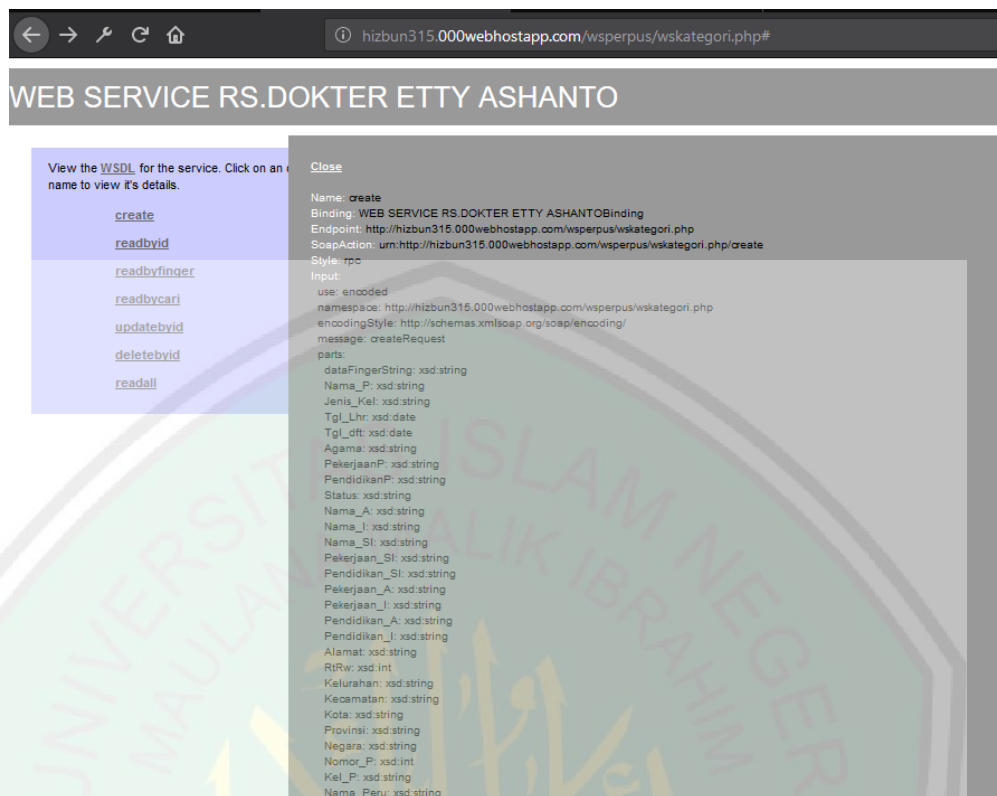 hizbun315.000webhostapp.com/wsperpus/wskategori.php#
WEB SERVICE RS.DOKTER ETTY ASHANTO
View the WSDL for the service. Click on an
name to view it's details.
create
readbyid
readbyfinger
readbycari
updatebyid
deletebyid
readall
Close
Name: create
Binding: WEB SERVICE RS.DOKTER ETTY ASHANTOBinding
Endpoint: http://hizbun315.000webhostapp.com/wsperpus/wskategori.php
SoapAction: urn:http://hizbun315.000webhostapp.com/wsperpus/wskategori.php/create
Style: rpc
Input:
use: encoded
namespace: http://hizbun315.000webhostapp.com/wsperpus/wskategori.php
encodingStyle: http://schemas.xmlsoap.org/soap/encoding/
message: createRequest
parts:
dataFingerString: xsd:string
Nama_P: xsd:string
Jenis_Kel: xsd:string
Tgl_Lhr: xsd:date
Tgl_dft: xsd:date
Agama: xsd:string
PekerjaanP: xsd:string
PendidikanP: xsd:string
Status: xsd:string
Nama_A: xsd:string
Nama_I: xsd:string
Nama_SI: xsd:string
Pekerjaan_SI: xsd:string
Pendidikan_SI: xsd:string
Pekerjaan_A: xsd:string
Pekerjaan_I: xsd:string
Pendidikan_A: xsd:string
Pendidikan_I: xsd:string
Alamat: xsd:string
RtRw: xsd:int
Kelurahan: xsd:string
Kecamatan: xsd:string
Kota: xsd:string
Provinsi: xsd:string
Negara: xsd:string
Nomor_P: xsd:int
Kel_P: xsd:string
Nama_Peru: xsd:string
ISLAM NEGER
MAULANA MALIK IBRAHIM